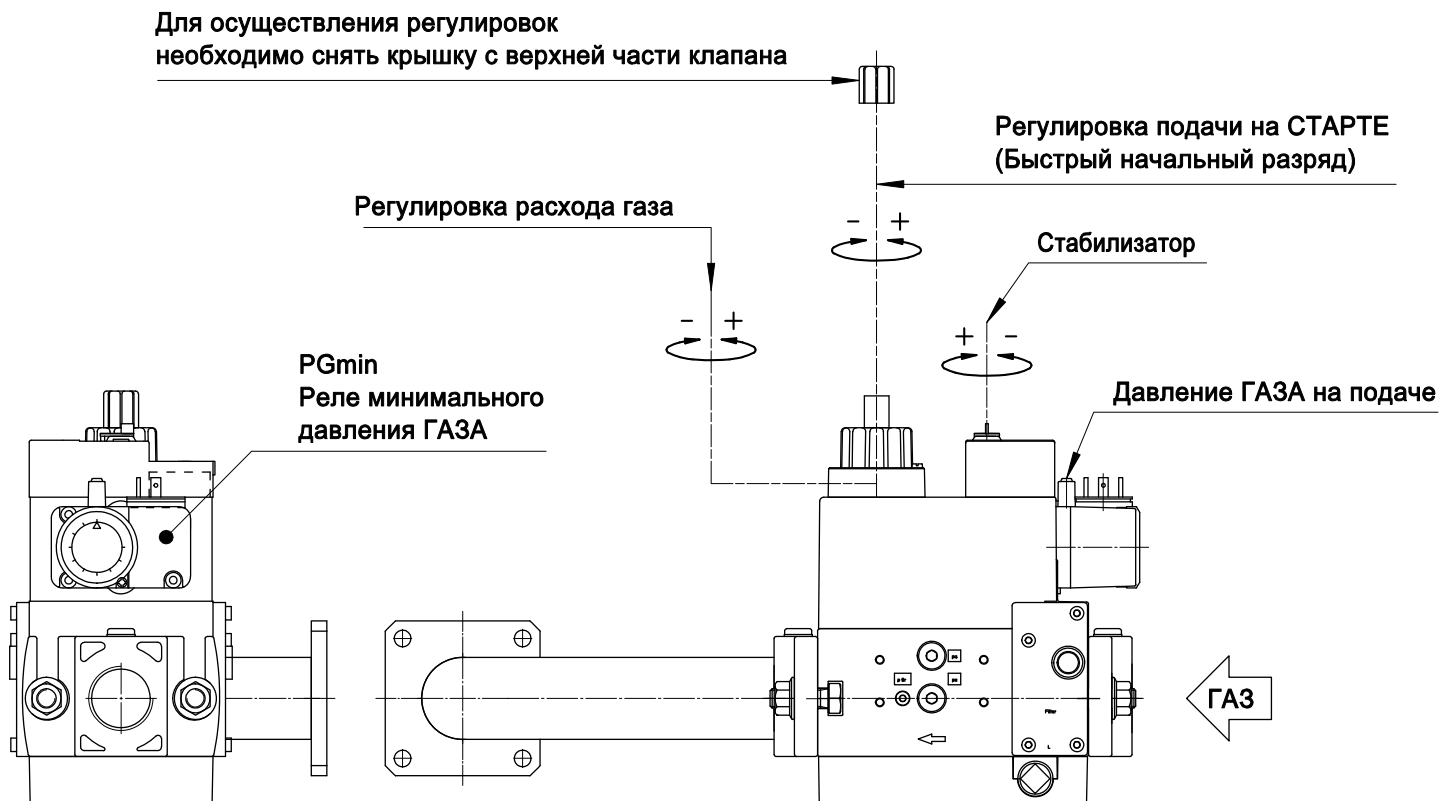 Для осуществления регулировок
необходимо снять крышку с верхней части клапана
Регулировка подачи на СТАРТЕ
(Быстрый начальный разряд)
Регулировка расхода газа
- +
Стабилизатор
- +
+ -
PGmin
Реле минимального
давления ГАЗА
Давление ГАЗА на подаче
ГАЗ
Filter
L